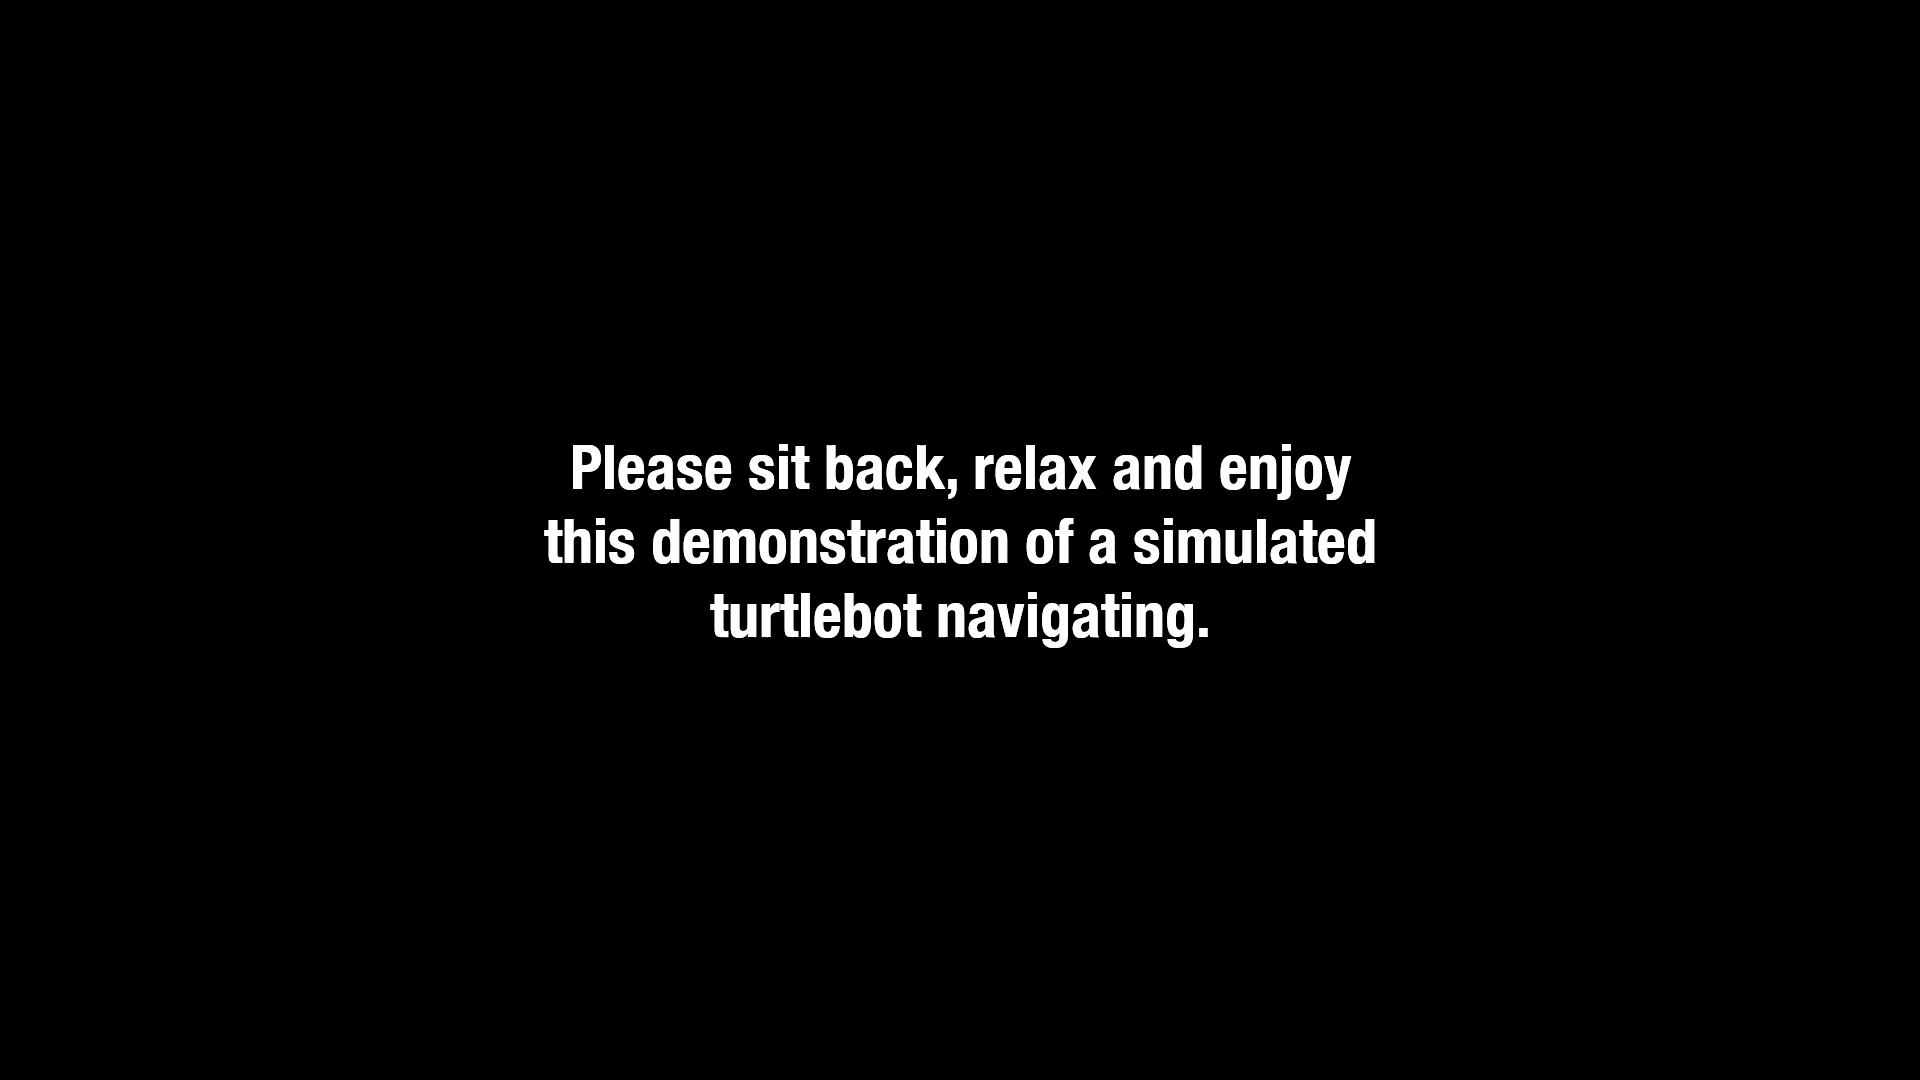 Please sit back, relax and enjoy
this demonstration of a simulated
turtlebot navigating.